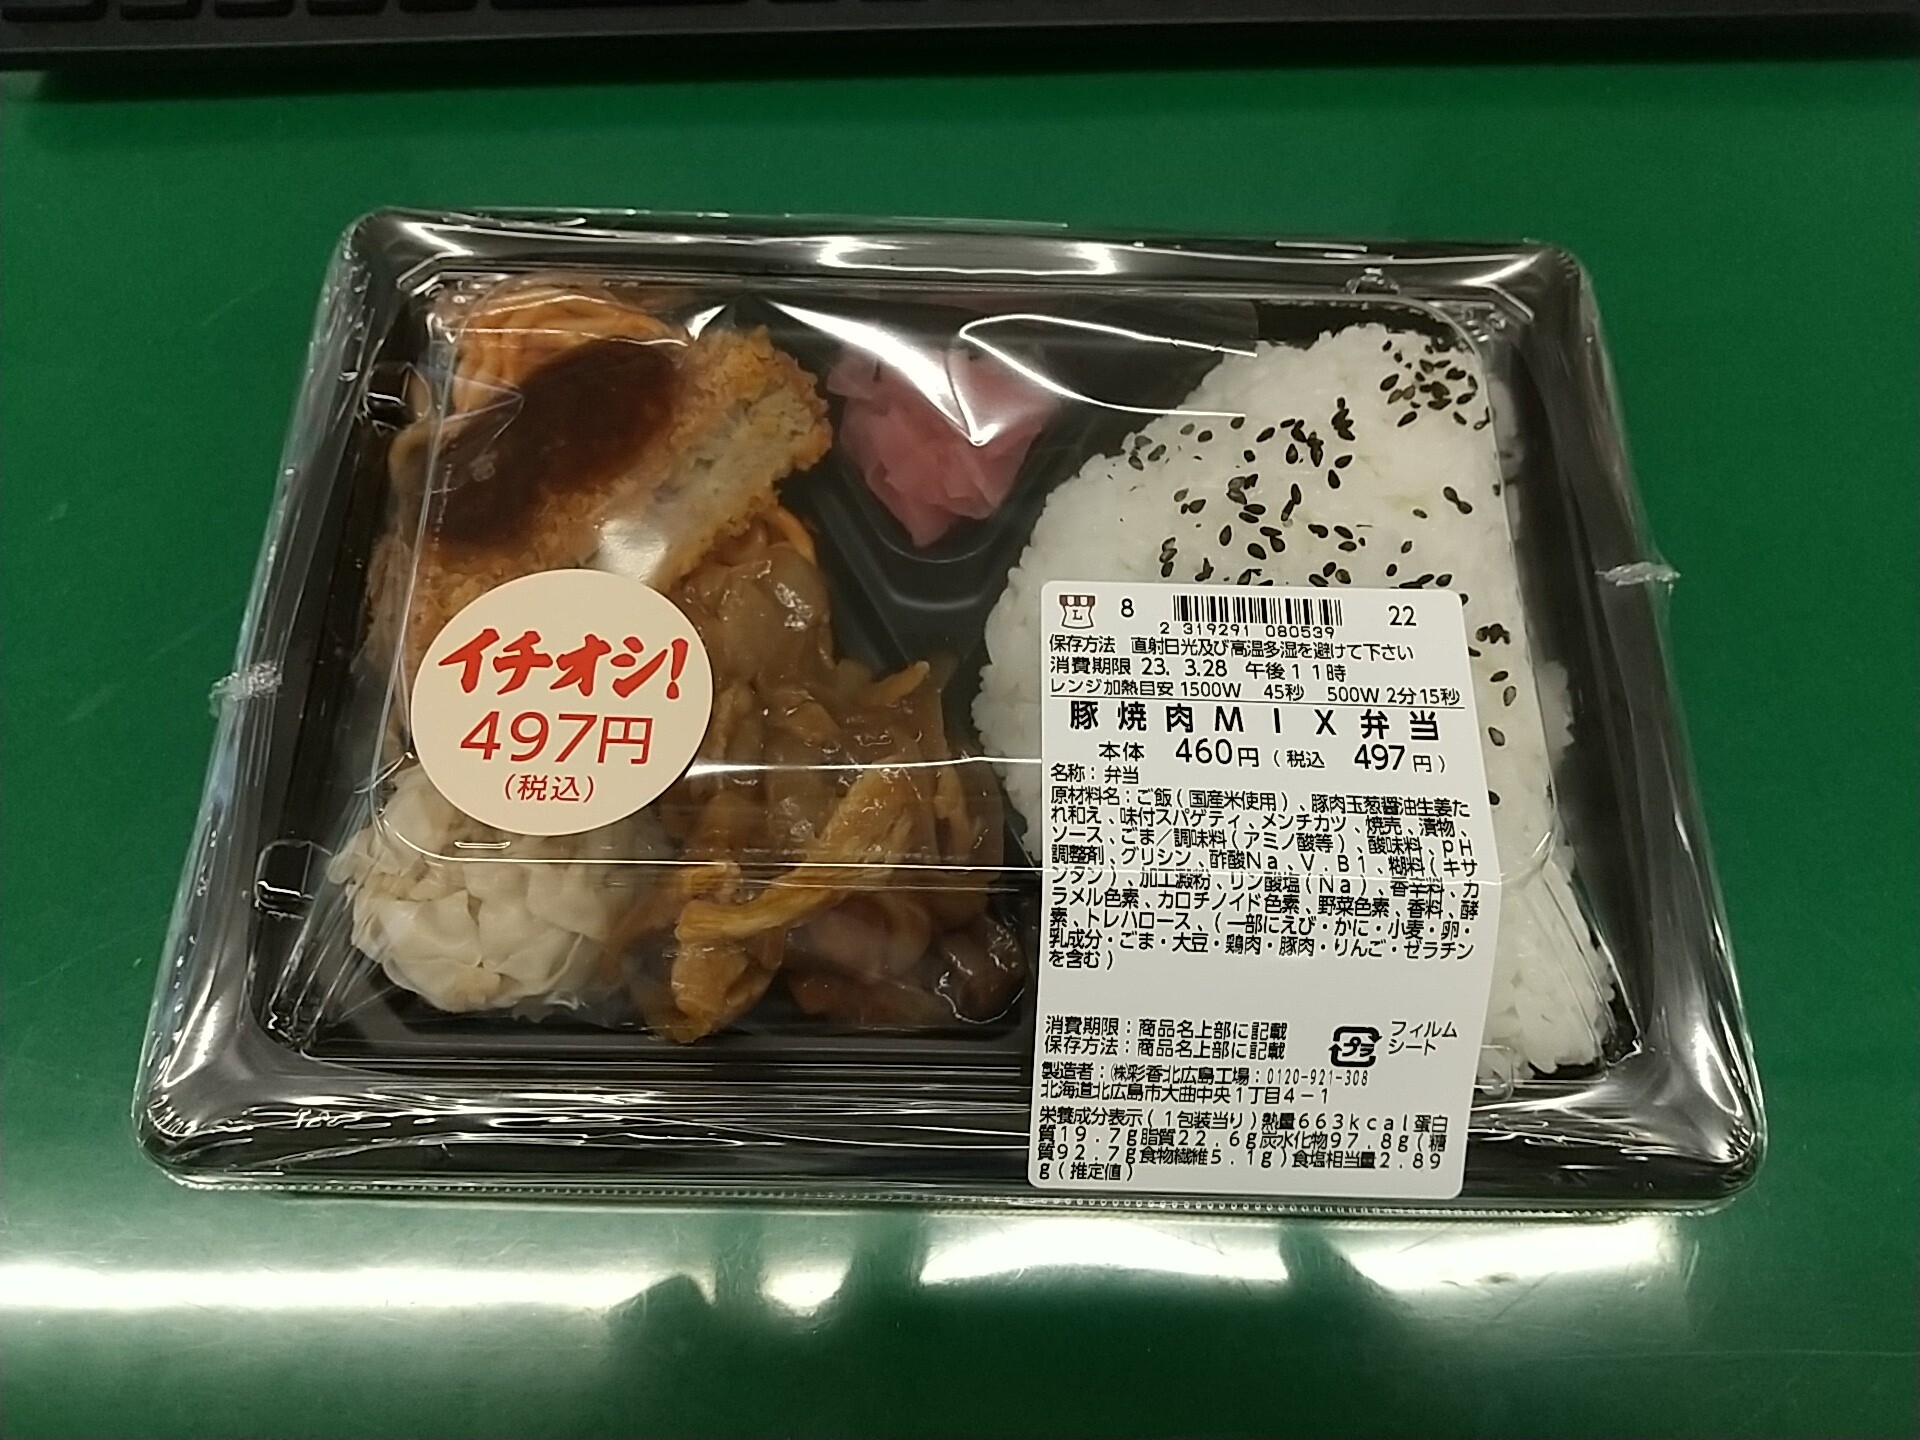 イチオシ!
497円
(税込)
L
8 22
2 319291 080539
保存方法 直射日光及び高温多湿を避けて下さい
消費期限 23. 3.28 午後11時
レンジ加熱目安 1500W 45秒 500W 2分15秒
豚焼肉MIX弁当
本体 460円(税込 497円)
名称:弁当
原材料名:ご飯(国産米使用)、豚肉玉葱醤油生姜た
れ和え、味付スパゲティ、メンチカツ、焼売、漬物、
ソース、ごま/調味料(アミノ酸等)、酸味料、pH
調整剤、グリシン、酢酸Na、V.B1、糊料(キサ
ンタン)、加工澱粉、リン酸塩(Na)、香辛料、カ
ラメル色素、カロチノイド色素、野菜色素、香料、酵
素、トレハロース、(一部にえび・かに・小麦・卵・
乳成分・ごま・大豆・鶏肉・豚肉・りんご・ゼラチン
を含む)
消費期限:商品名上部に記載
保存方法:商品名上部に記載
プラ
フィルム
シート
製造者:㈱彩香北広島工場:0120-921-308
北海道北広島市大曲中央1丁目4-1
栄養成分表示(1包装当り)熱量663kcal蛋白
質19.7g脂質22.6g炭水化物97.8g(糖
質92.7g食物繊維5.1g)食塩相当量2.89
g(推定値)